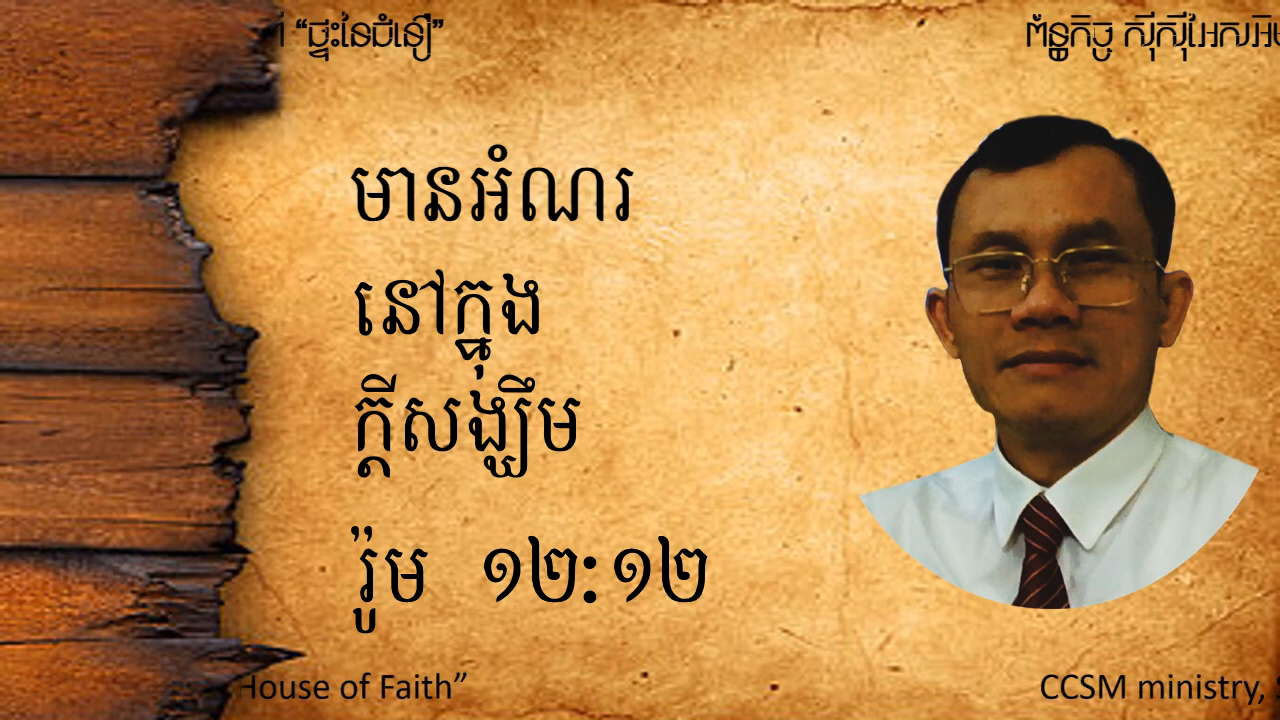 “ផ្ទះនៃជំនឿ”
ព័ន្ធកិច្ច ស៊ីស៊ីអែសអិម
មានអំណរ
នៅក្នុង
ក្តីសង្ឃឹម
រ៉ូម ១២:១២
House of Faith”
CCSM ministry,